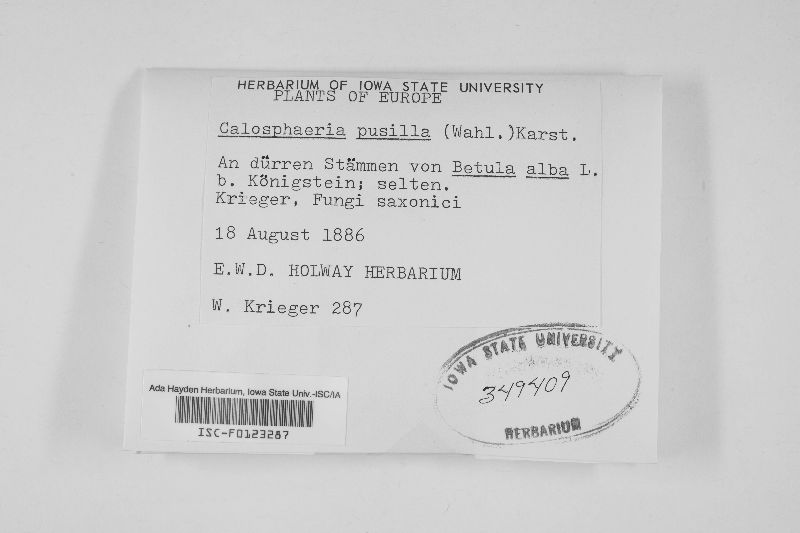 HERBARIUM OF IOWA STATE UNIVERSITY
PLANTS OF EUROPE
Calosphaeria pusilla (Wahl.)Karst.
An dürren Stämmen von Betula alba L.
b. Königstein; selten.
Krieger, Fungi saxonici
18 August 1886
E.W.D. HOLWAY HERBARIUM
W. Krieger 287
IOWA STATE UNIVERSITY
349409
HERBARIUM
Ada Hayden Herbarium, Iowa State Univ.-ISC/IA
ISC-F0123287